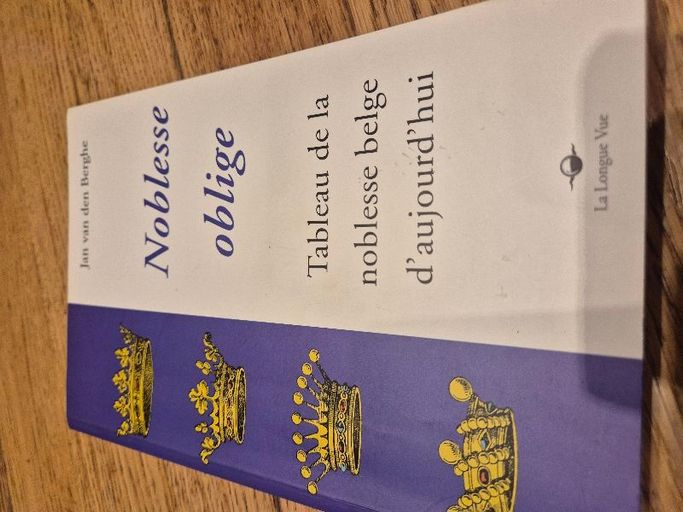 Jan van den Berghe
Noblesse
oblige
Tableau de la
noblesse belge
d'aujourd'hui
La Longue Vue